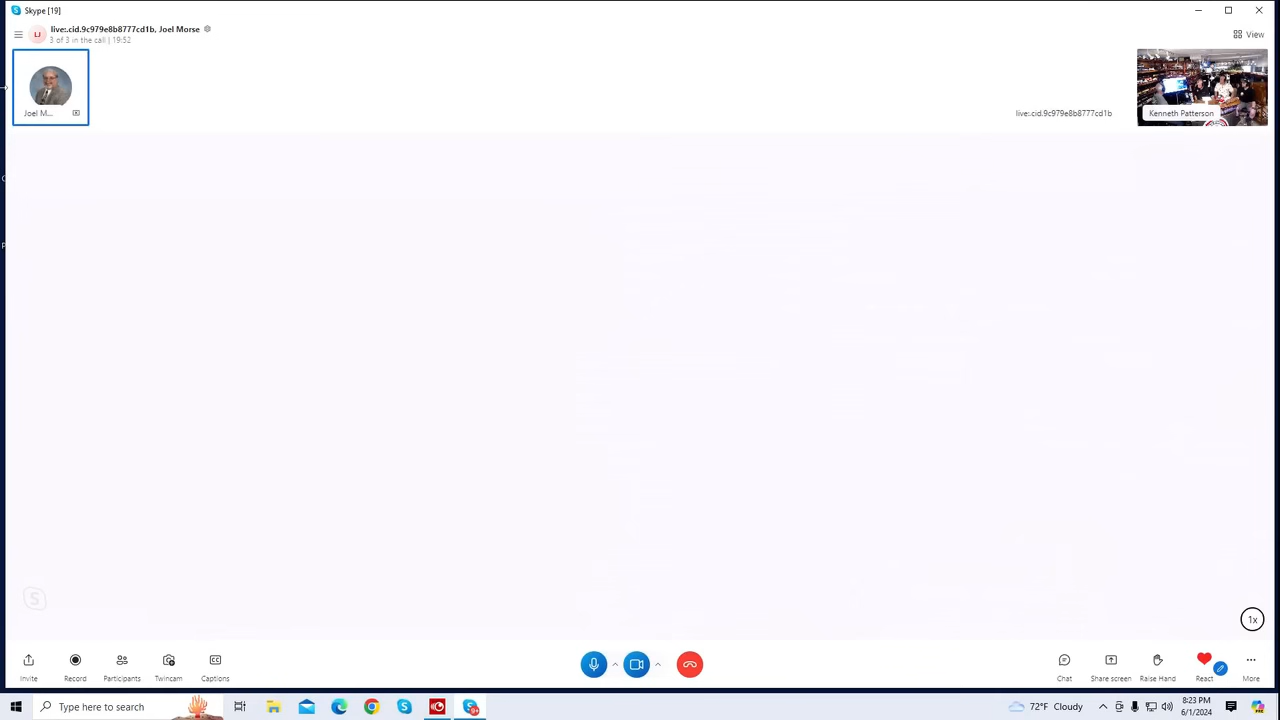 Skype [19]
live:.cid.9c979e8b8777cd1b, Joel Morse
3 of 3 in the call | 19:52
View
Joel M...
live:.cid.9c979e8b8777cd1b
Kenneth Patterson
1x
Invite
Record
Participants
Twincam
Captions
Chat
Share screen
Raise Hand
React
More
Type here to search
72°F Cloudy
8:23 PM
6/1/2024